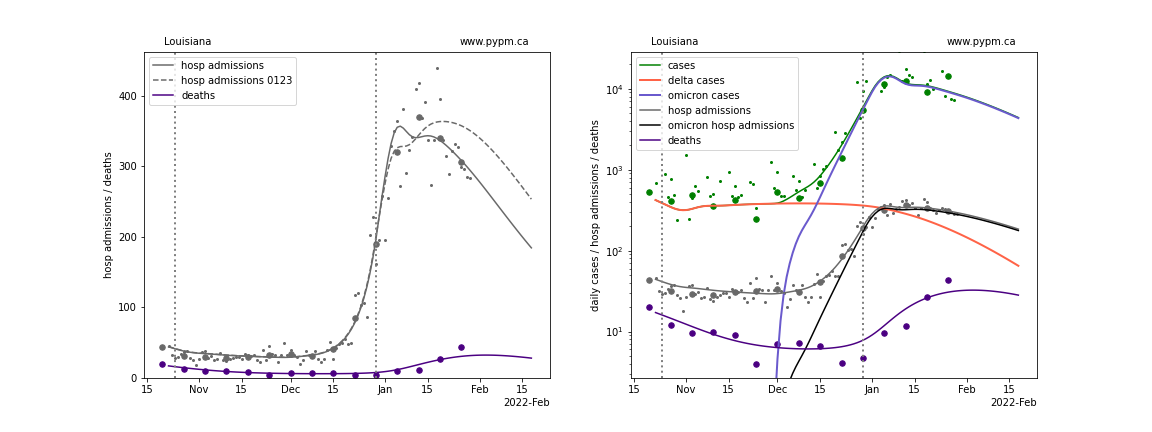 Louisiana www.pypm.ca
hosp admissions
hosp admissions 0123
deaths
hosp admissions / deaths
400
300
200
100
0
15 Nov 15 Dec 15 Jan 15 Feb 15
2022-Feb
Louisiana www.pypm.ca
cases
delta cases
omicron cases
hosp admissions
omicron hosp admissions
deaths
daily cases / hosp admissions / deaths
10⁴
10³
10²
10¹
15 Nov 15 Dec 15 Jan 15 Feb 15
2022-Feb